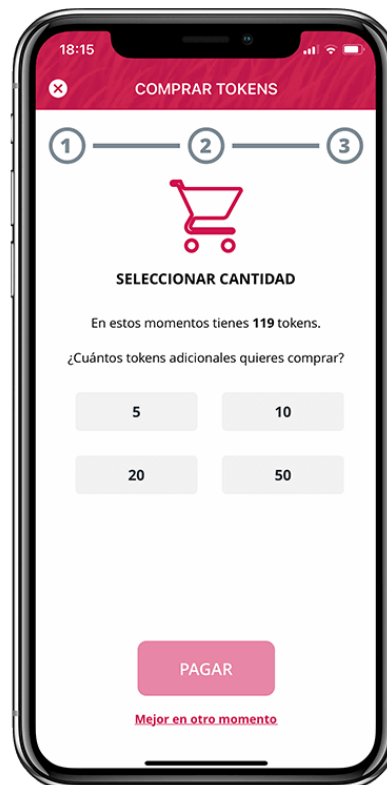 18:15
COMPRAR TOKENS
1 2 3
SELECCIONAR CANTIDAD
En estos momentos tienes 119 tokens.
¿Cuántos tokens adicionales quieres comprar?
5 10
20 50
PAGAR
Mejor en otro momento